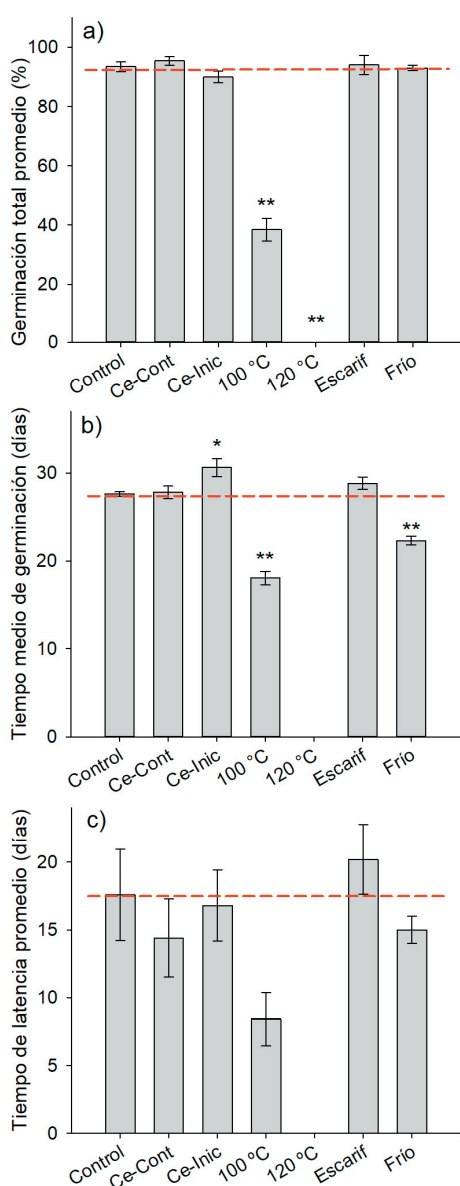 a)
Germinación total promedio (%)
100
80
60
40
20
0
**
**
Control
Ce-Cont
Ce-Inic
100 °C
120 °C
Escarif
Frío
b)
Tiempo medio de germinación (días)
30
20
10
0
*
**
**
Control
Ce-Cont
Ce-Inic
100 °C
120 °C
Escarif
Frío
c)
Tiempo de latencia promedio (días)
20
15
10
5
0
Control
Ce-Cont
Ce-Inic
100 °C
120 °C
Escarif
Frío